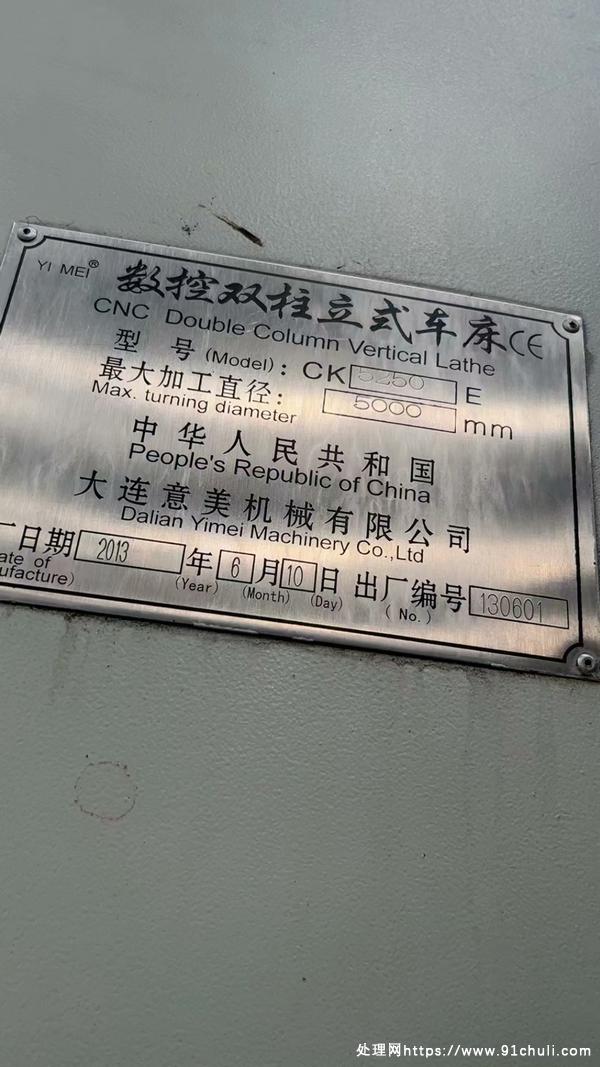 YI MEI® 数控双柱立式车床 CE
CNC Double Column Vertical Lathe
型号(Model): CK 5250 E
最大加工直径: 5000 mm
Max. turning diameter
中华人民共和国
People's Republic of China
大连意美机械有限公司
Dalian Yimei Machinery Co.,Ltd
日期 2013 年 6 月 10 日 出厂编号 130601
ate of (Year) (Month) (Day) (No.)
ufacture)
处理网https://www.91chuli.com